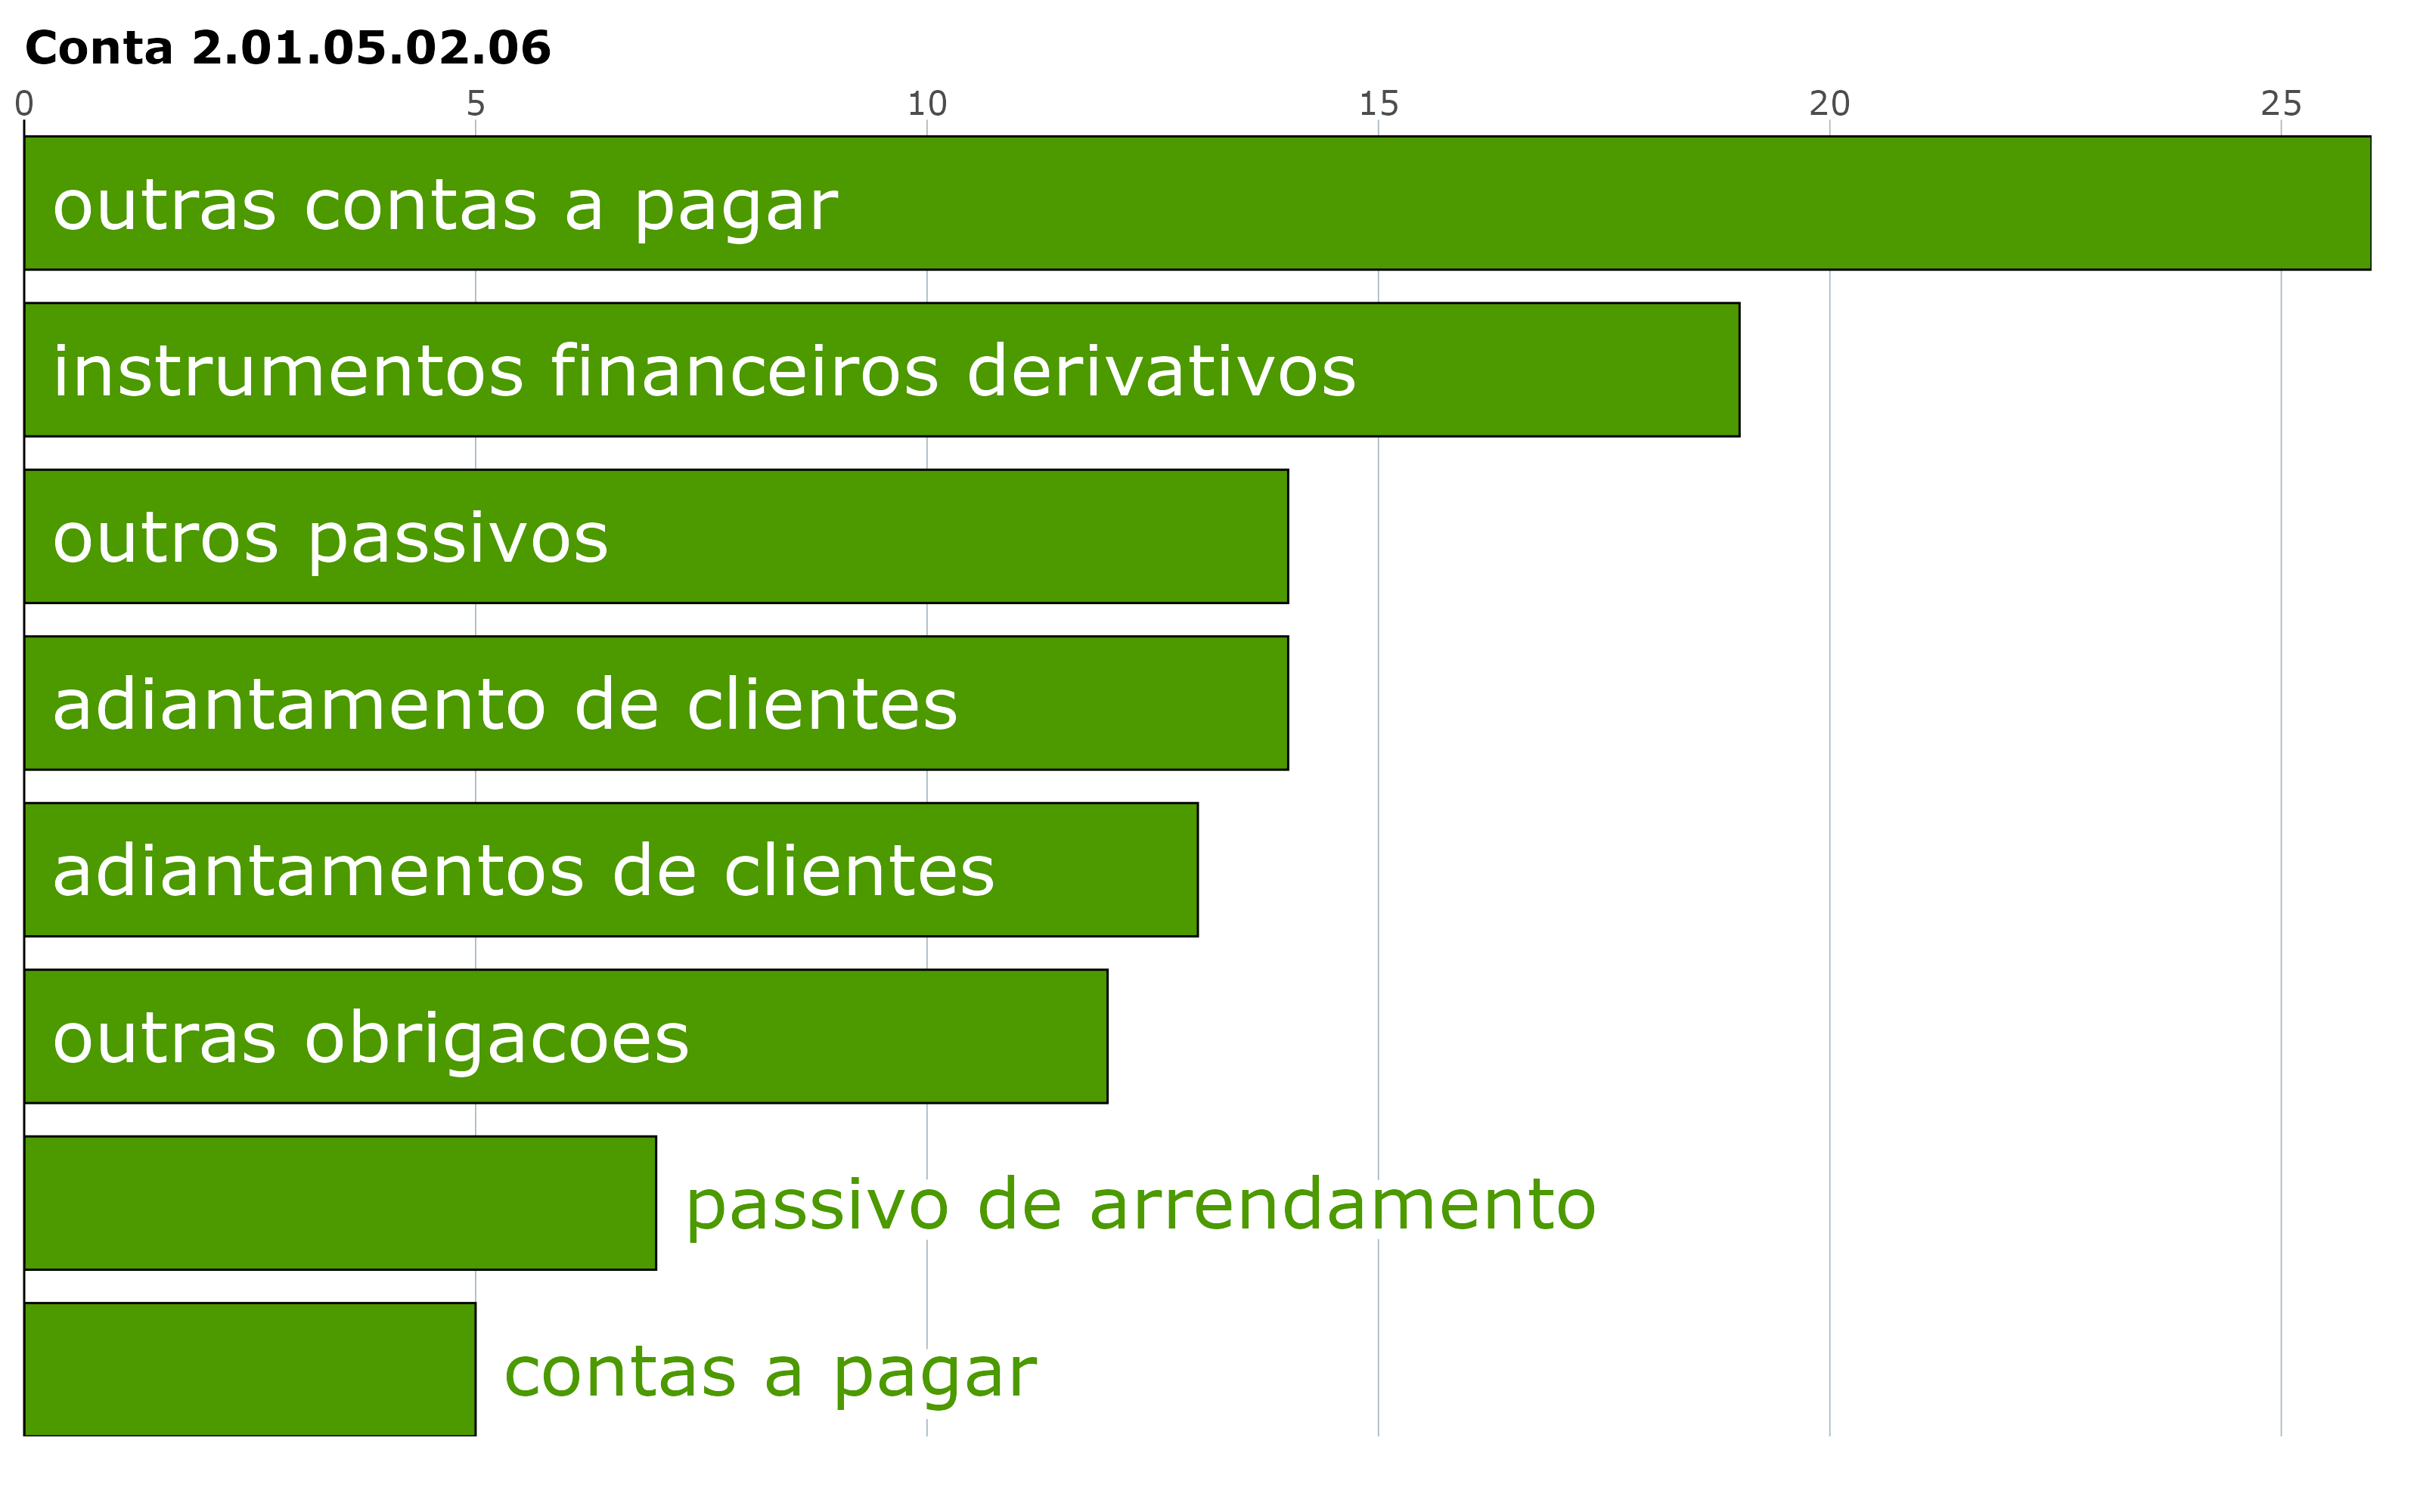 Conta 2.01.05.02.06
0 5 10 15 20 25
outras contas a pagar
instrumentos financeiros derivativos
outros passivos
adiantamento de clientes
adiantamentos de clientes
outras obrigacoes
passivo de arrendamento
contas a pagar